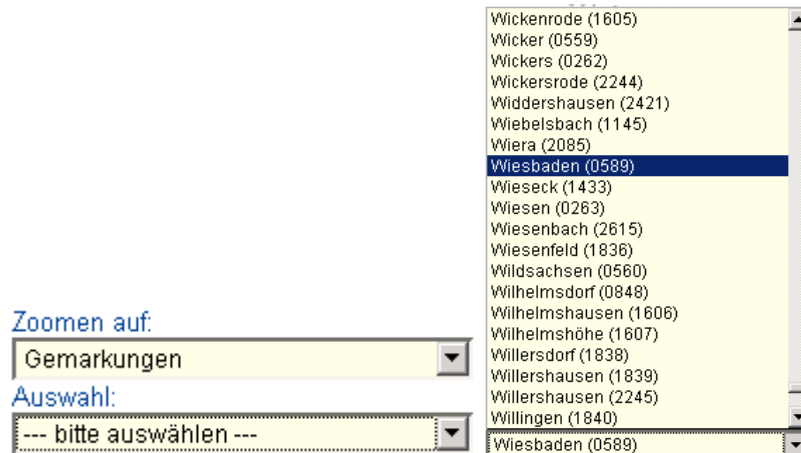 Zoomen auf:
Gemarkungen
Auswahl:
--- bitte auswählen ---
Wickenrode (1605)
Wicker (0559)
Wickers (0262)
Wickersrode (2244)
Widdershausen (2421)
Wiebelsbach (1145)
Wiera (2085)
Wiesbaden (0589)
Wieseck (1433)
Wiesen (0263)
Wiesenbach (2615)
Wiesenfeld (1836)
Wildsachsen (0560)
Wilhelmsdorf (0848)
Wilhelmshausen (1606)
Wilhelmshöhe (1607)
Willersdorf (1838)
Willershausen (1839)
Willershausen (2245)
Willingen (1840)
Wiesbaden (0589)